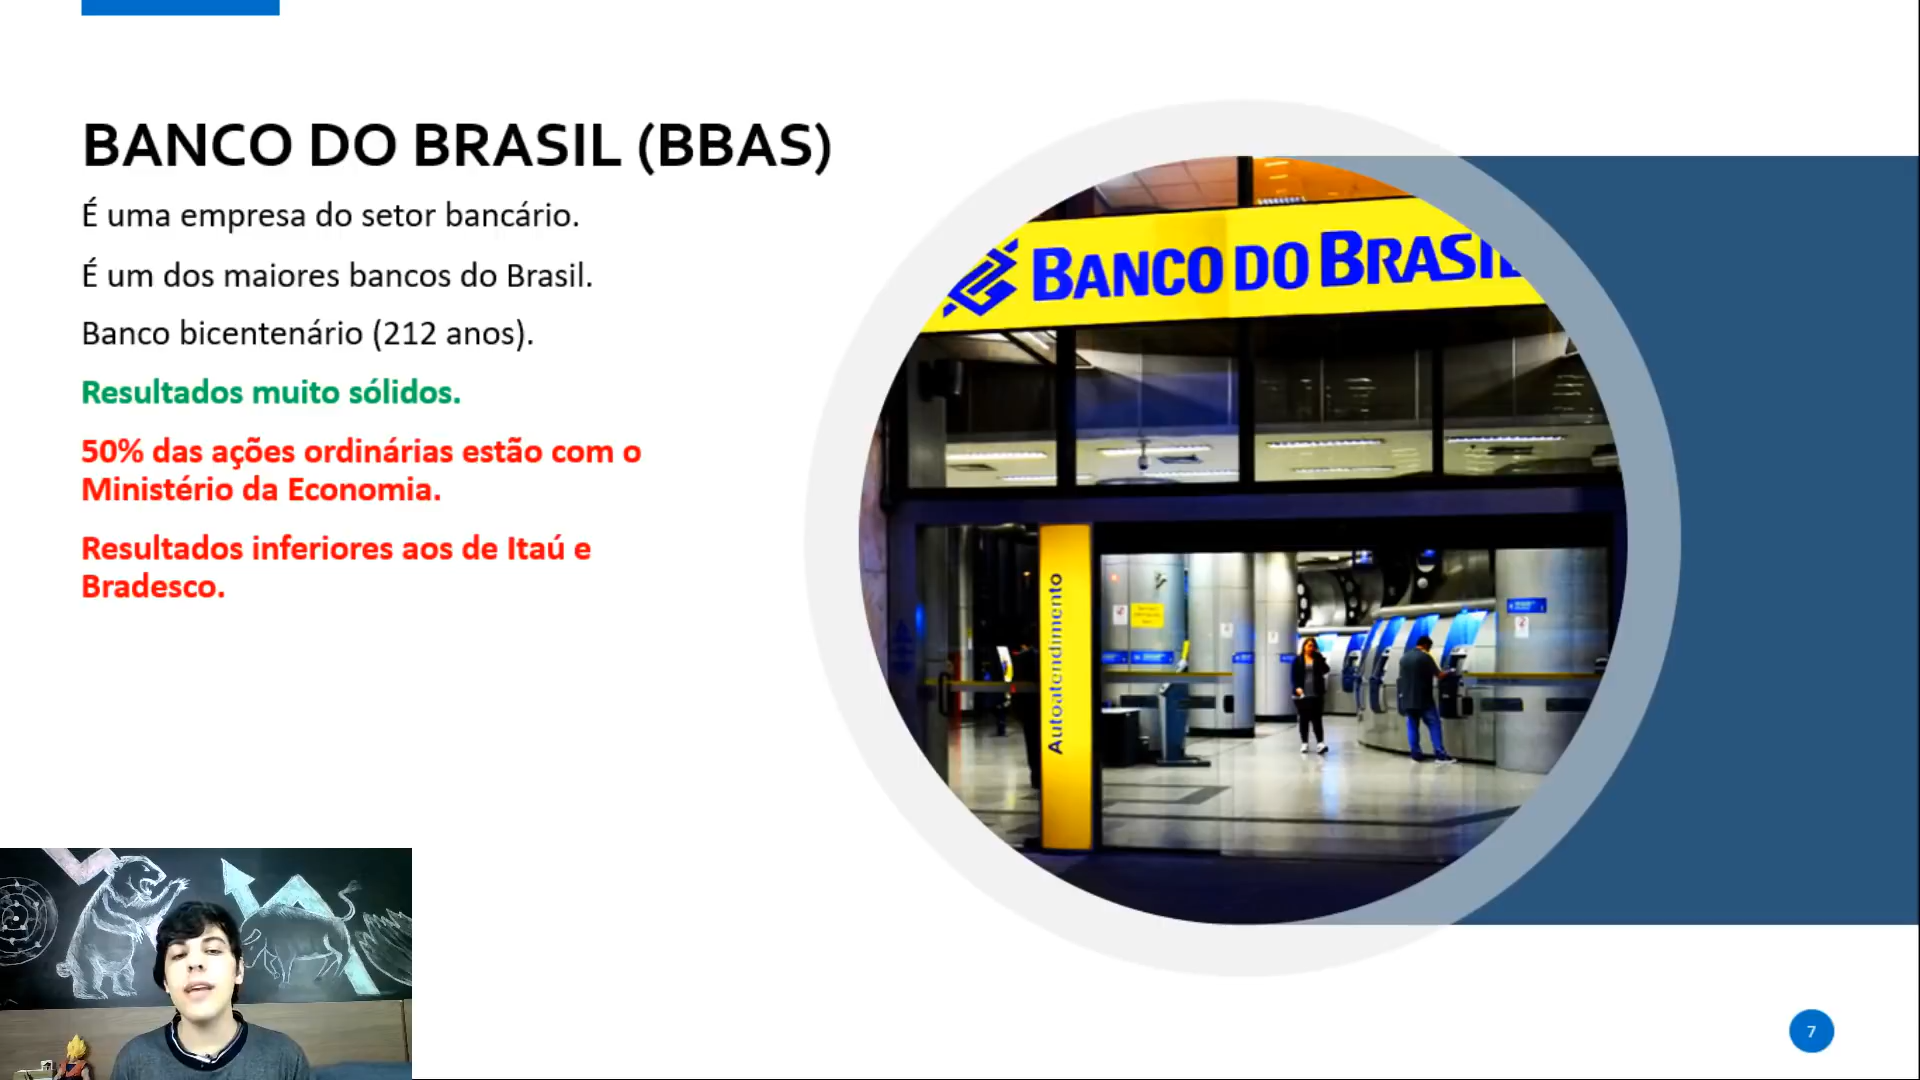 BANCO DO BRASIL (BBAS)
É uma empresa do setor bancário.
É um dos maiores bancos do Brasil.
Banco bicentenário (212 anos).
Resultados muito sólidos.
50% das ações ordinárias estão com o
Ministério da Economia.
Resultados inferiores aos de Itaú e
Bradesco.
BANCO DO BRASIL
Autoatendimento
7